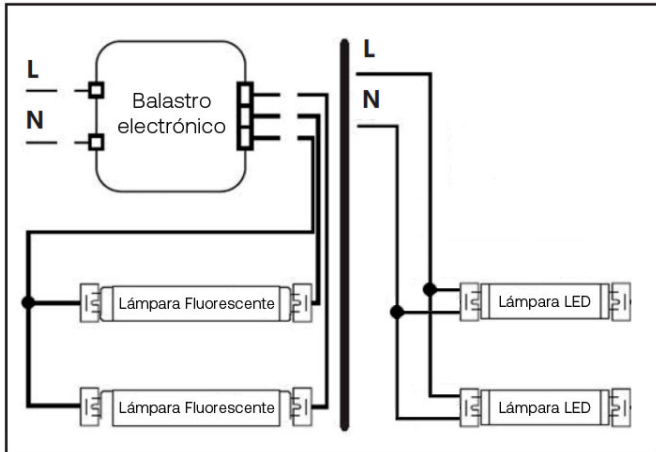 L
N
Balastro
electrónico
Lámpara Fluorescente
Lámpara Fluorescente
L
N
Lámpara LED
Lámpara LED